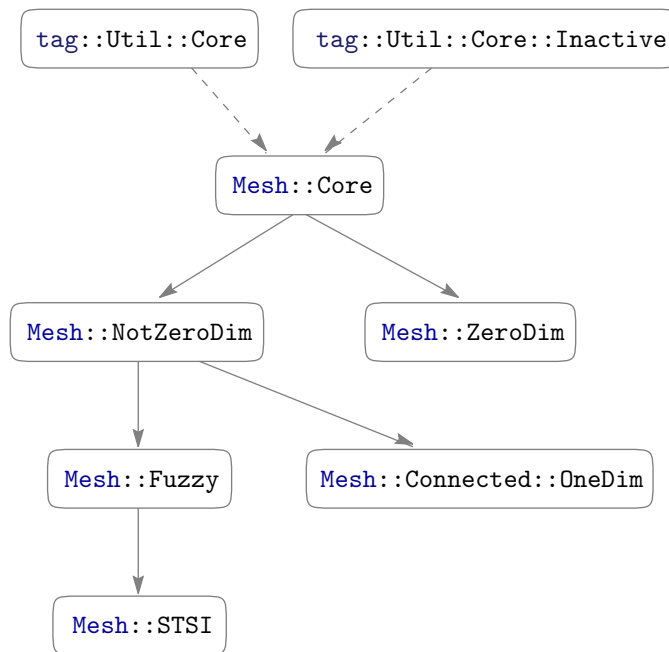 tag::Util::Core
tag::Util::Core::Inactive
Mesh::Core
Mesh::NotZeroDim
Mesh::ZeroDim
Mesh::Fuzzy
Mesh::Connected::OneDim
Mesh::STSI